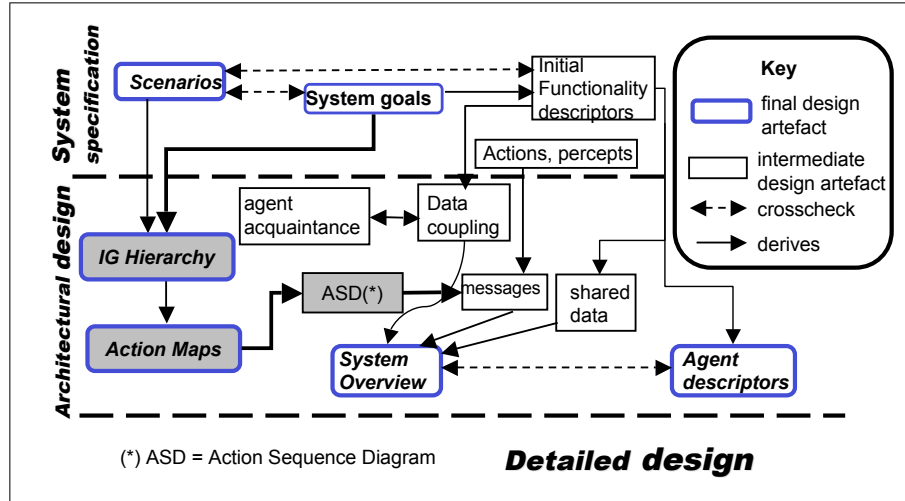 System
specification
Scenarios
System goals
Initial
Functionality
descriptors
Actions, percepts
Key
final design
artefact
intermediate
design artefact
crosscheck
derives
Architectural design
agent
acquaintance
Data
coupling
IG Hierarchy
ASD(*)
messages
shared
data
Action Maps
System
Overview
Agent
descriptors
(*) ASD = Action Sequence Diagram
Detailed design